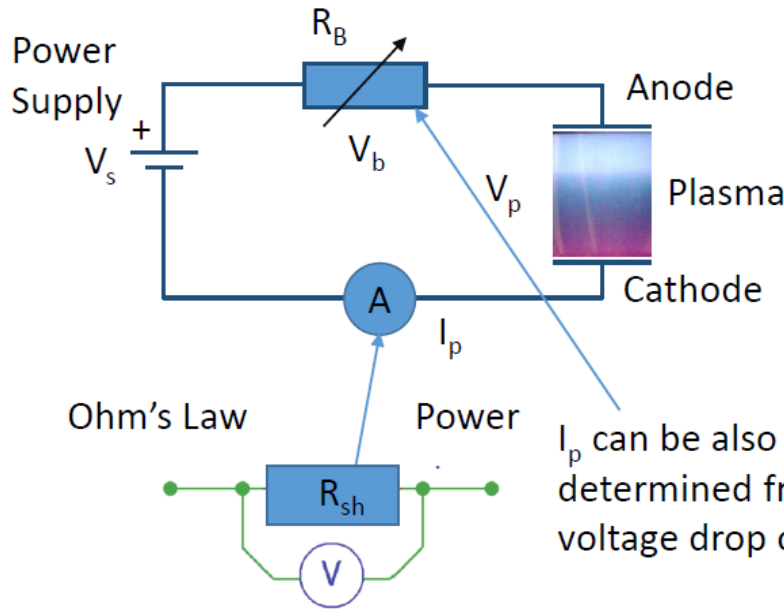 R_B
Power
Supply
+
V_s
V_b
Anode
V_p
Plasma
Cathode
A
I_p
Ohm's Law
Power
R_sh
V
I_p can be also
determined
voltage drop